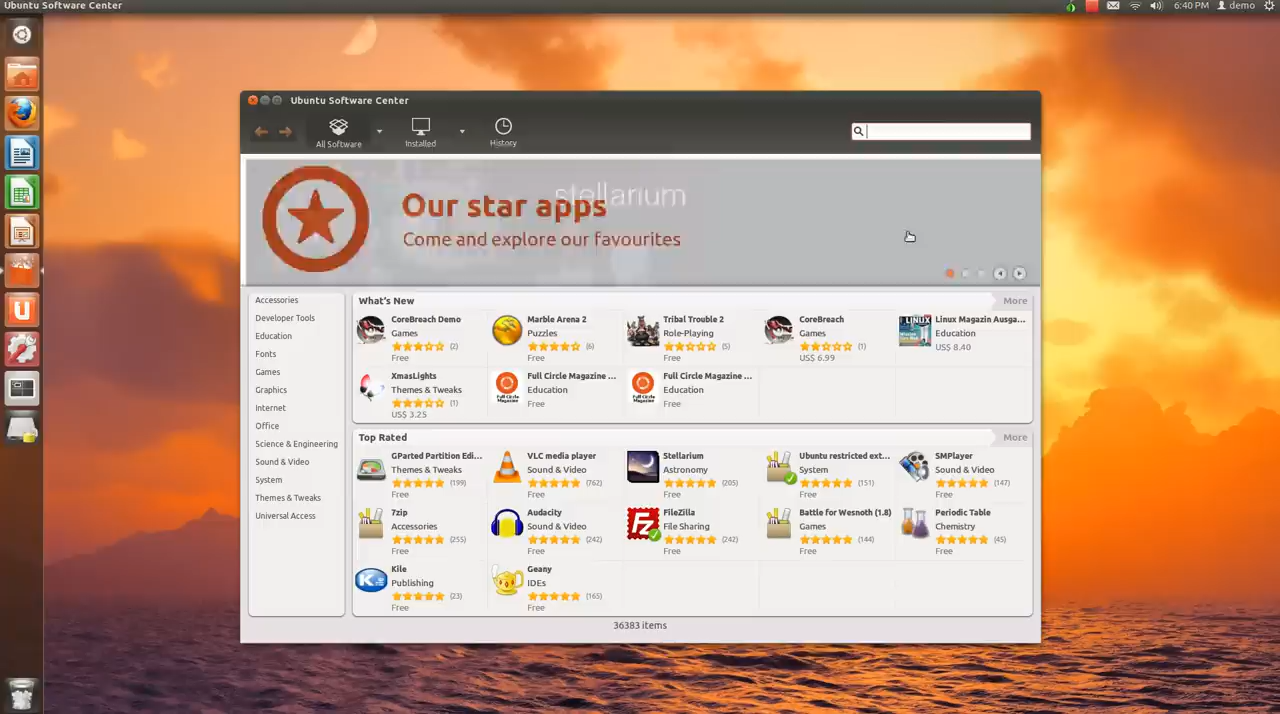 Ubuntu Software Center
6:40 PM
demo
Ubuntu Software Center
All Software
Installed
History
stellarium
Our star apps
Come and explore our favourites
Accessories
Developer Tools
Education
Fonts
Games
Graphics
Internet
Office
Science & Engineering
Sound & Video
System
Themes & Tweaks
Universal Access
What's New
More
CoreBreach Demo
Games
(2)
Free
Marble Arena 2
Puzzles
(6)
Free
Tribal Trouble 2
Role-Playing
(5)
Free
CoreBreach
Games
(1)
US$ 6.99
LINUX
Linux Magazin Ausga...
Education
US$ 8.40
XmasLights
Themes & Tweaks
(1)
US$ 3.25
Full Circle Magazine ...
Education
Free
Full Circle Magazine ...
Education
Free
Top Rated
More
GParted Partition Edi...
Themes & Tweaks
(199)
Free
VLC media player
Sound & Video
(762)
Free
Stellarium
Astronomy
(205)
Free
Ubuntu restricted ext...
System
(151)
Free
SMPlayer
Sound & Video
(147)
Free
7zip
Accessories
(255)
Free
Audacity
Sound & Video
(242)
Free
FZ
FileZilla
File Sharing
(242)
Free
Battle for Wesnoth (1.8)
Games
(144)
Free
Periodic Table
Chemistry
(45)
Free
Kile
Publishing
(23)
Free
Geany
IDEs
(165)
Free
36383 items